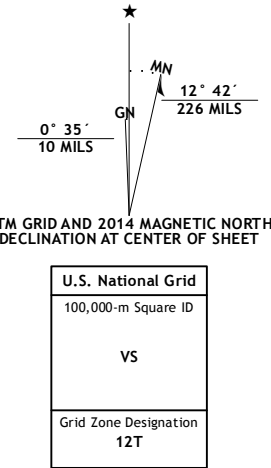 ★
MN
GN
12° 42´
226 MILS
0° 35´
10 MILS
TM GRID AND 2014 MAGNETIC NORTH
DECLINATION AT CENTER OF SHEET
U.S. National Grid
100,000-m Square ID
VS
Grid Zone Designation
12T